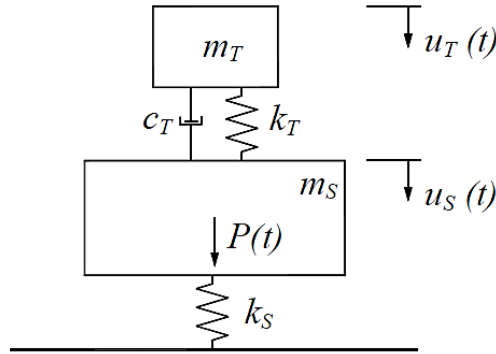 m_T
u_T (t)
c_T
k_T
m_S
u_S (t)
P(t)
k_S